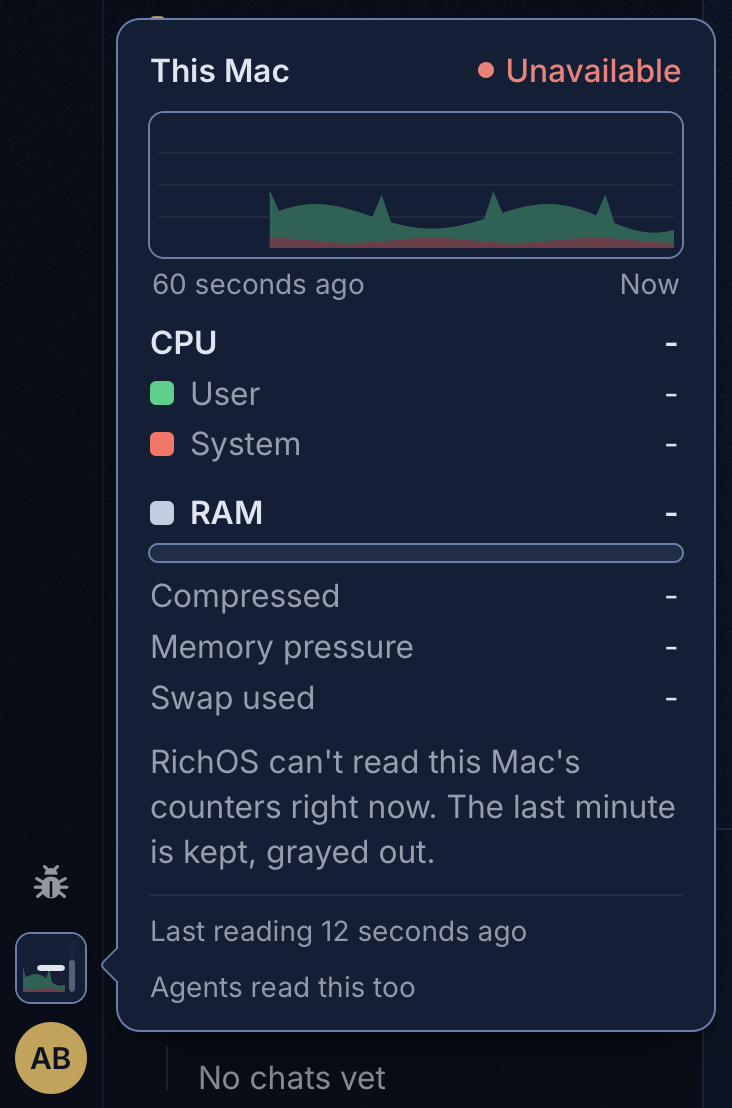 This Mac
Unavailable
60 seconds ago
Now
CPU -
User -
System -
RAM -
Compressed -
Memory pressure -
Swap used -
RichOS can't read this Mac's
counters right now. The last minute
is kept, grayed out.
Last reading 12 seconds ago
Agents read this too
AB
No chats yet